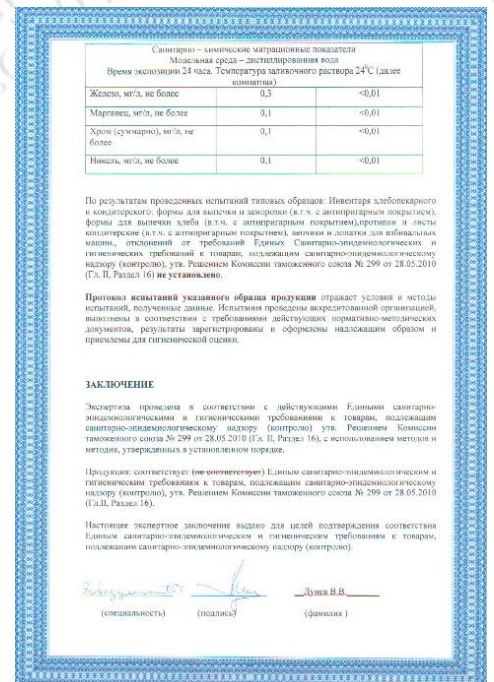 Санитарно – химические миграционные показатели
Модельная среда – дистиллированная вода
Время экспозиции 24 часа. Температура заливочного раствора 24⁰С (далее
комнатная)
Железо, мг/л, не более 0,3 <0,01
Марганец, мг/л, не более 0,1 <0,01
Хром (суммарно), мг/л, не 0,1 <0,01
более
Никель, мг/л, не более 0,1 <0,01
По результатам проведенных испытаний типовых образцов: Инвентаря хлебопекарного
и кондитерского: формы для выпечки и заморозки (в.т.ч. с антипригарным покрытием),
формы для выпечки хлеба (в.т.ч. с антипригарным покрытием),противни и листы
кондитерские (в.т.ч. с антипригарным покрытием), венчики и лопатки для взбивальных
машин., отклонений от требований Единых Санитарно-эпидемиологических и
гигиенических требований к товарам, подлежащим санитарно-эпидемиологическому
надзору (контролю), утв. Решением Комиссии таможенного союза № 299 от 28.05.2010
(Гл. II, Раздел 16) не установлено.
Протокол испытаний указанного образца продукции отражает условия и методы
испытаний, полученные данные. Испытания проведены аккредитованной организацией,
выполнены в соответствии с требованиями действующих нормативно-методических
документов, результаты зарегистрированы и оформлены надлежащим образом и
приемлемы для гигиенической оценки.
ЗАКЛЮЧЕНИЕ
Экспертиза проведена в соответствии с действующими Едиными санитарно-
эпидемиологическими и гигиеническими требованиями к товарам, подлежащим
санитарно-эпидемиологическому надзору (контролю) утв. Решением Комиссии
таможенного союза № 299 от 28.05.2010 (Гл. II, Раздел 16), с использованием методов и
методик, утвержденных в установленном порядке.
Продукция: соответствует (не соответствует) Единым санитарно-эпидемиологическим и
гигиеническим требованиям к товарам, подлежащим санитарно-эпидемиологическому
надзору (контролю), утв. Решением Комиссии таможенного союза № 299 от 28.05.2010
(Гл.II, Раздел 16).
Настоящее экспертное заключение выдано для целей подтверждения соответствия
Единым санитарно-эпидемиологическим и гигиеническим требованиям к товарам,
подлежащим санитарно-эпидемиологическому надзору (контролю).
В.В.
(специальность) (подпись) (фамилия )